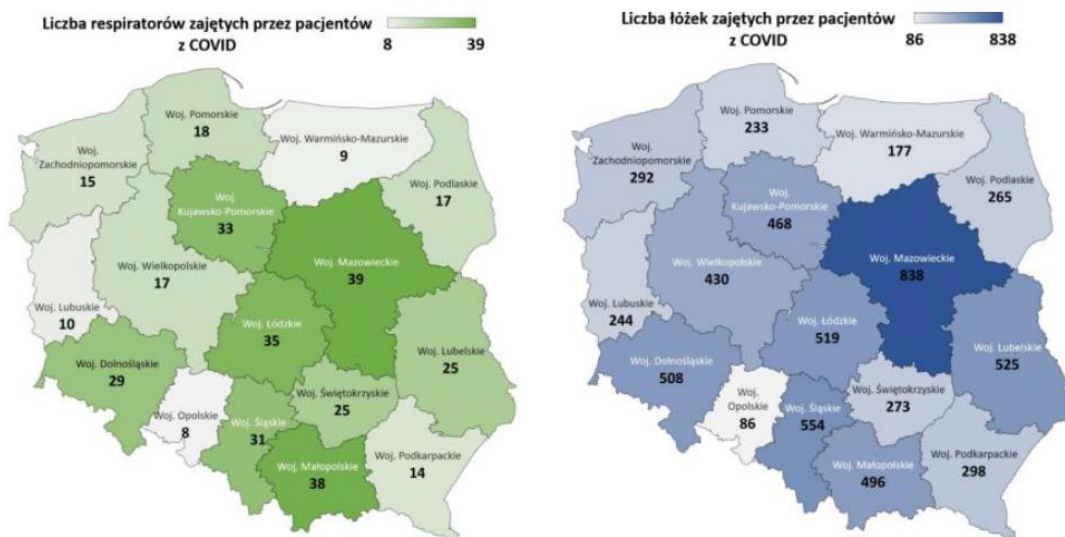 Liczba respiratorów zajętych przez pacjentów
z COVID
8
39
Woj. Pomorskie
18
Woj. Warmińsko-Mazurskie
9
Woj.
Zachodniopomorskie
15
Woj. Podlaskie
17
Woj.
Kujawsko-Pomorskie
33
Woj. Mazowieckie
39
Woj. Wielkopolskie
17
Woj. Lubuskie
10
Woj. Łódzkie
35
Woj. Lubelskie
25
Woj. Dolnośląskie
29
Woj. Świętokrzyskie
25
Woj. Opolskie
8
Woj. Śląskie
31
Woj. Małopolskie
38
Woj. Podkarpackie
14
Liczba łóżek zajętych przez pacjentów
z COVID
86
838
Woj. Pomorskie
233
Woj. Warmińsko-Mazurskie
177
Woj.
Zachodniopomorskie
292
Woj. Podlaskie
265
Woj.
Kujawsko-Pomorskie
468
Woj. Mazowieckie
838
Woj. Wielkopolskie
430
Woj. Lubuskie
244
Woj. Łódzkie
519
Woj. Lubelskie
525
Woj. Dolnośląskie
508
Woj. Świętokrzyskie
273
Woj.
Opolskie
86
Woj. Śląskie
554
Woj. Małopolskie
496
Woj. Podkarpackie
298